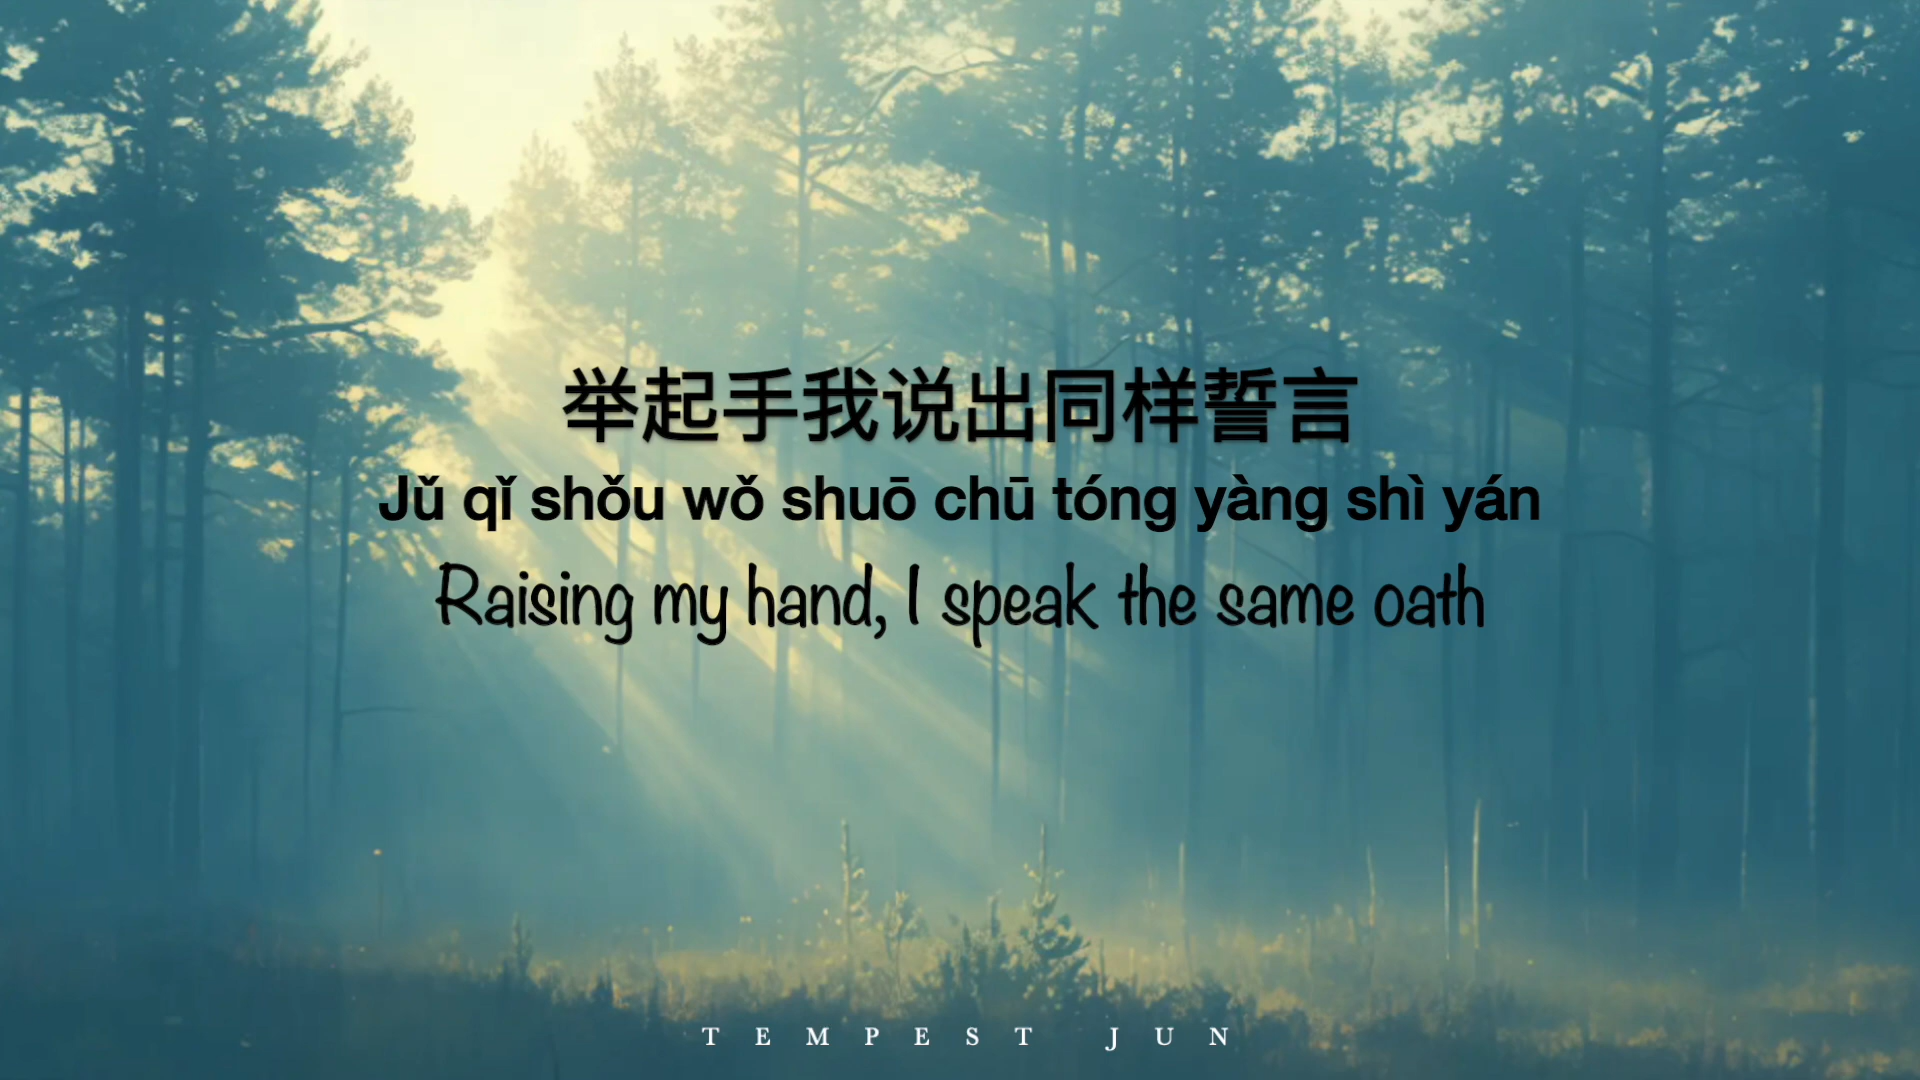 举起手我说出同样誓言
Jǔ qǐ shǒu wǒ shuō chū tóng yàng shì yán
Raising my hand, I speak the same oath
TEMPEST JUN